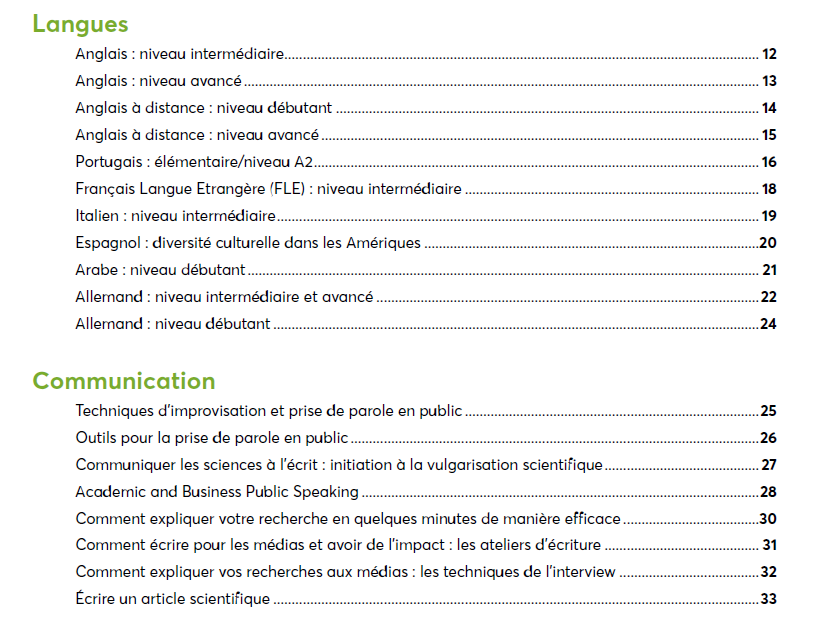 Langues
Anglais : niveau intermédiaire.......... 12
Anglais : niveau avancé.......... 13
Anglais à distance : niveau débutant .......... 14
Anglais à distance : niveau avancé.......... 15
Portugais : élémentaire/niveau A2.......... 16
Français Langue Etrangère (FLE) : niveau intermédiaire .......... 18
Italien : niveau intermédiaire.......... 19
Espagnol : diversité culturelle dans les Amériques ..........20
Arabe : niveau débutant.......... 21
Allemand : niveau intermédiaire et avancé..........22
Allemand : niveau débutant ..........24
Communication
Techniques d'improvisation et prise de parole en public ..........25
Outils pour la prise de parole en public..........26
Communiquer les sciences à l'écrit : initiation à la vulgarisation scientifique..........27
Academic and Business Public Speaking..........28
Comment expliquer votre recherche en quelques minutes de manière efficace..........30
Comment écrire pour les médias et avoir de l'impact : les ateliers d'écriture .......... 31
Comment expliquer vos recherches aux médias : les techniques de l'interview ..........32
Écrire un article scientifique ..........33